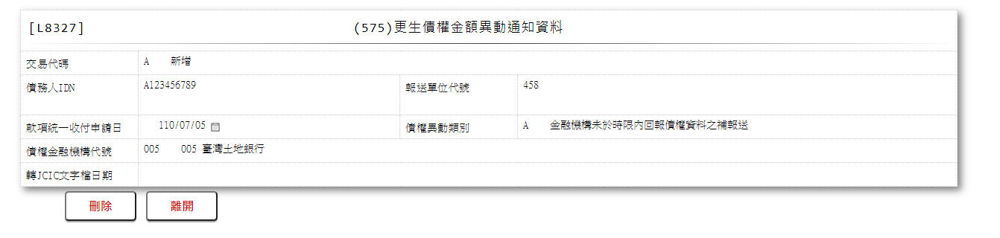 [L8327] (575)更生債權金額異動通知資料
交易代碼 A 新增
債務人IDN A123456789 報送單位代號 458
款項統一收付申請日 110/07/05 債權異動類別 A 金融機構未於時限內回報債權資料之補報送
債權金融機構代號 005 005 臺灣土地銀行
轉JCIC文字檔日期
刪除 離開